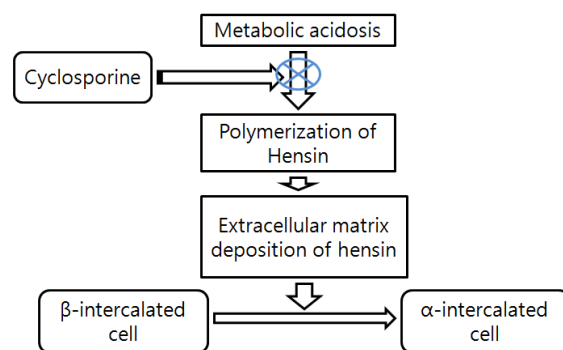 Metabolic acidosis
Cyclosporine
Polymerization of
Hensin
Extracellular matrix
deposition of hensin
β-intercalated
cell
α-intercalated
cell